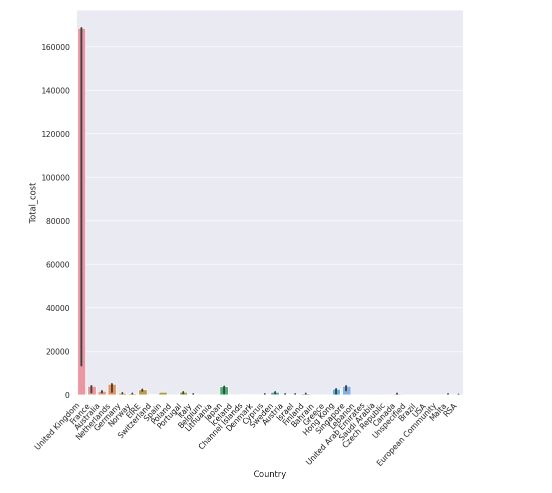 160000
140000
120000
100000
80000
60000
40000
20000
0
Total_cost
United Kingdom
France
Australia
Netherlands
Germany
Norway
EIRE
Switzerland
Spain
Poland
Portugal
Italy
Belgium
Lithuania
Japan
Iceland
Channel Islands
Denmark
Cyprus
Sweden
Austria
Israel
Finland
Bahrain
Greece
Hong Kong
Singapore
Lebanon
United Arab Emirates
Saudi Arabia
Czech Republic
Canada
Unspecified
Brazil
USA
European Community
Malta
RSA
Country